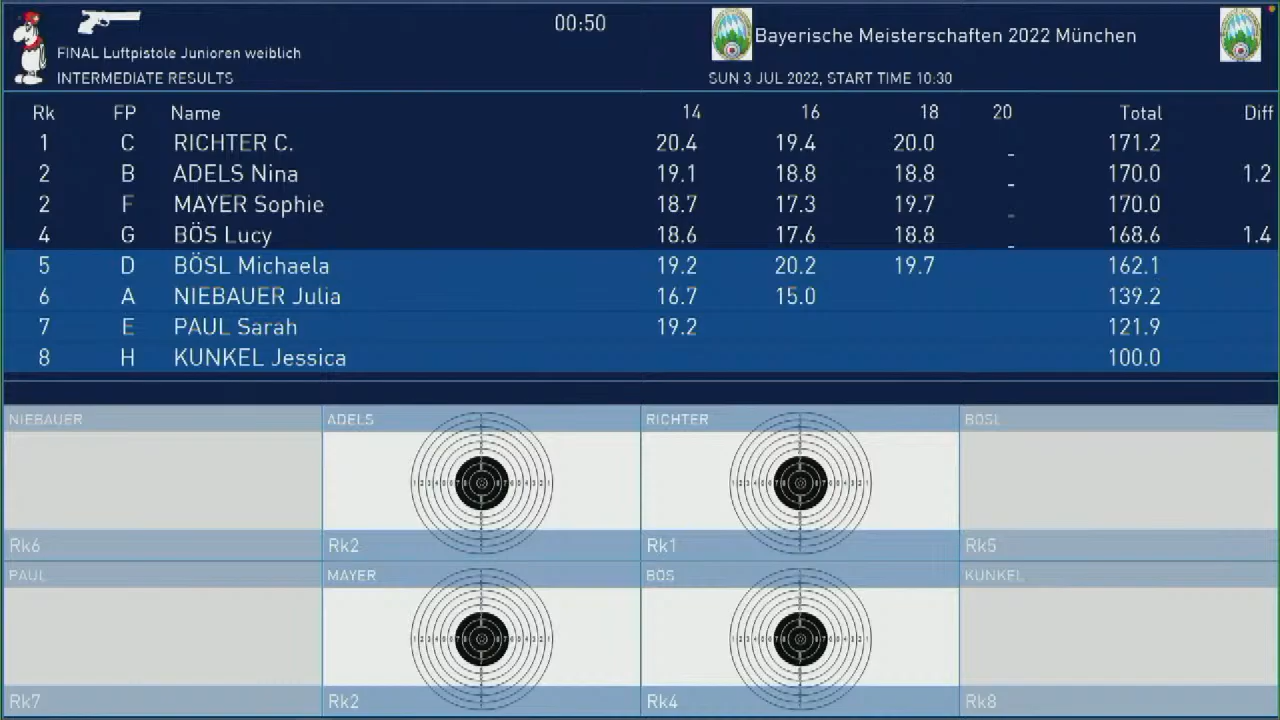 00:50
Bayerische Meisterschaften 2022 München
FINAL Luftpistole Junioren weiblich
INTERMEDIATE RESULTS
SUN 3 JUL 2022, START TIME 10:30
Rk FP Name 14 16 18 20 Total Diff
1 C RICHTER C. 20.4 19.4 20.0 _ 171.2
2 B ADELS Nina 19.1 18.8 18.8 _ 170.0 1.2
2 F MAYER Sophie 18.7 17.3 19.7 _ 170.0
4 G BÖS Lucy 18.6 17.6 18.8 _ 168.6 1.4
5 D BÖSL Michaela 19.2 20.2 19.7 162.1
6 A NIEBAUER Julia 16.7 15.0 139.2
7 E PAUL Sarah 19.2 121.9
8 H KUNKEL Jessica 100.0
NIEBAUER ADELS RICHTER BÖSL
Rk6 Rk2 Rk1 Rk5
PAUL MAYER BÖS KUNKEL
Rk7 Rk2 Rk4 Rk8